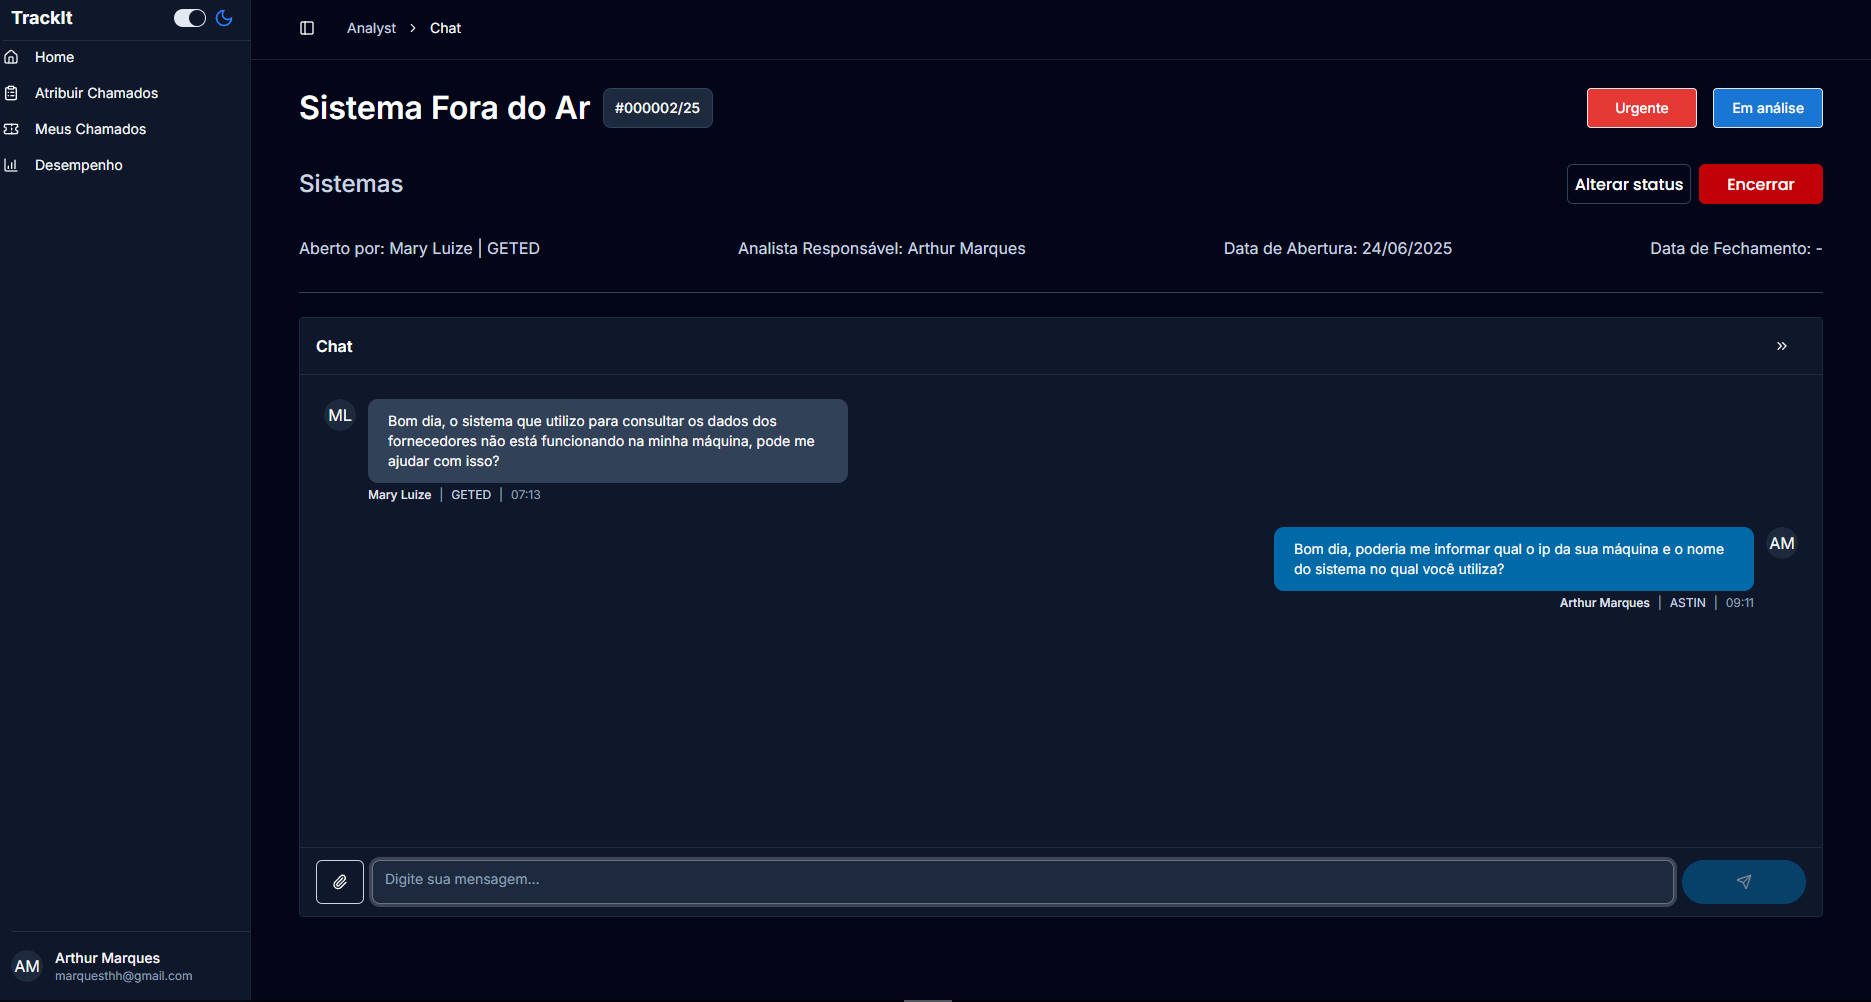 TrackIt
Home
Atribuir Chamados
Meus Chamados
Desempenho
Analyst > Chat
Sistema Fora do Ar #000002/25
Urgente Em análise
Sistemas
Alterar status Encerrar
Aberto por: Mary Luize | GETED Analista Responsável: Arthur Marques Data de Abertura: 24/06/2025 Data de Fechamento: -
Chat
ML
Bom dia, o sistema que utilizo para consultar os dados dos
fornecedores não está funcionando na minha máquina, pode me
ajudar com isso?
Mary Luize | GETED | 07:13
Bom dia, poderia me informar qual o ip da sua máquina e o nome
do sistema no qual você utiliza?
AM
Arthur Marques | ASTIN | 09:11
Digite sua mensagem...
AM
Arthur Marques
marquesthh@gmail.com